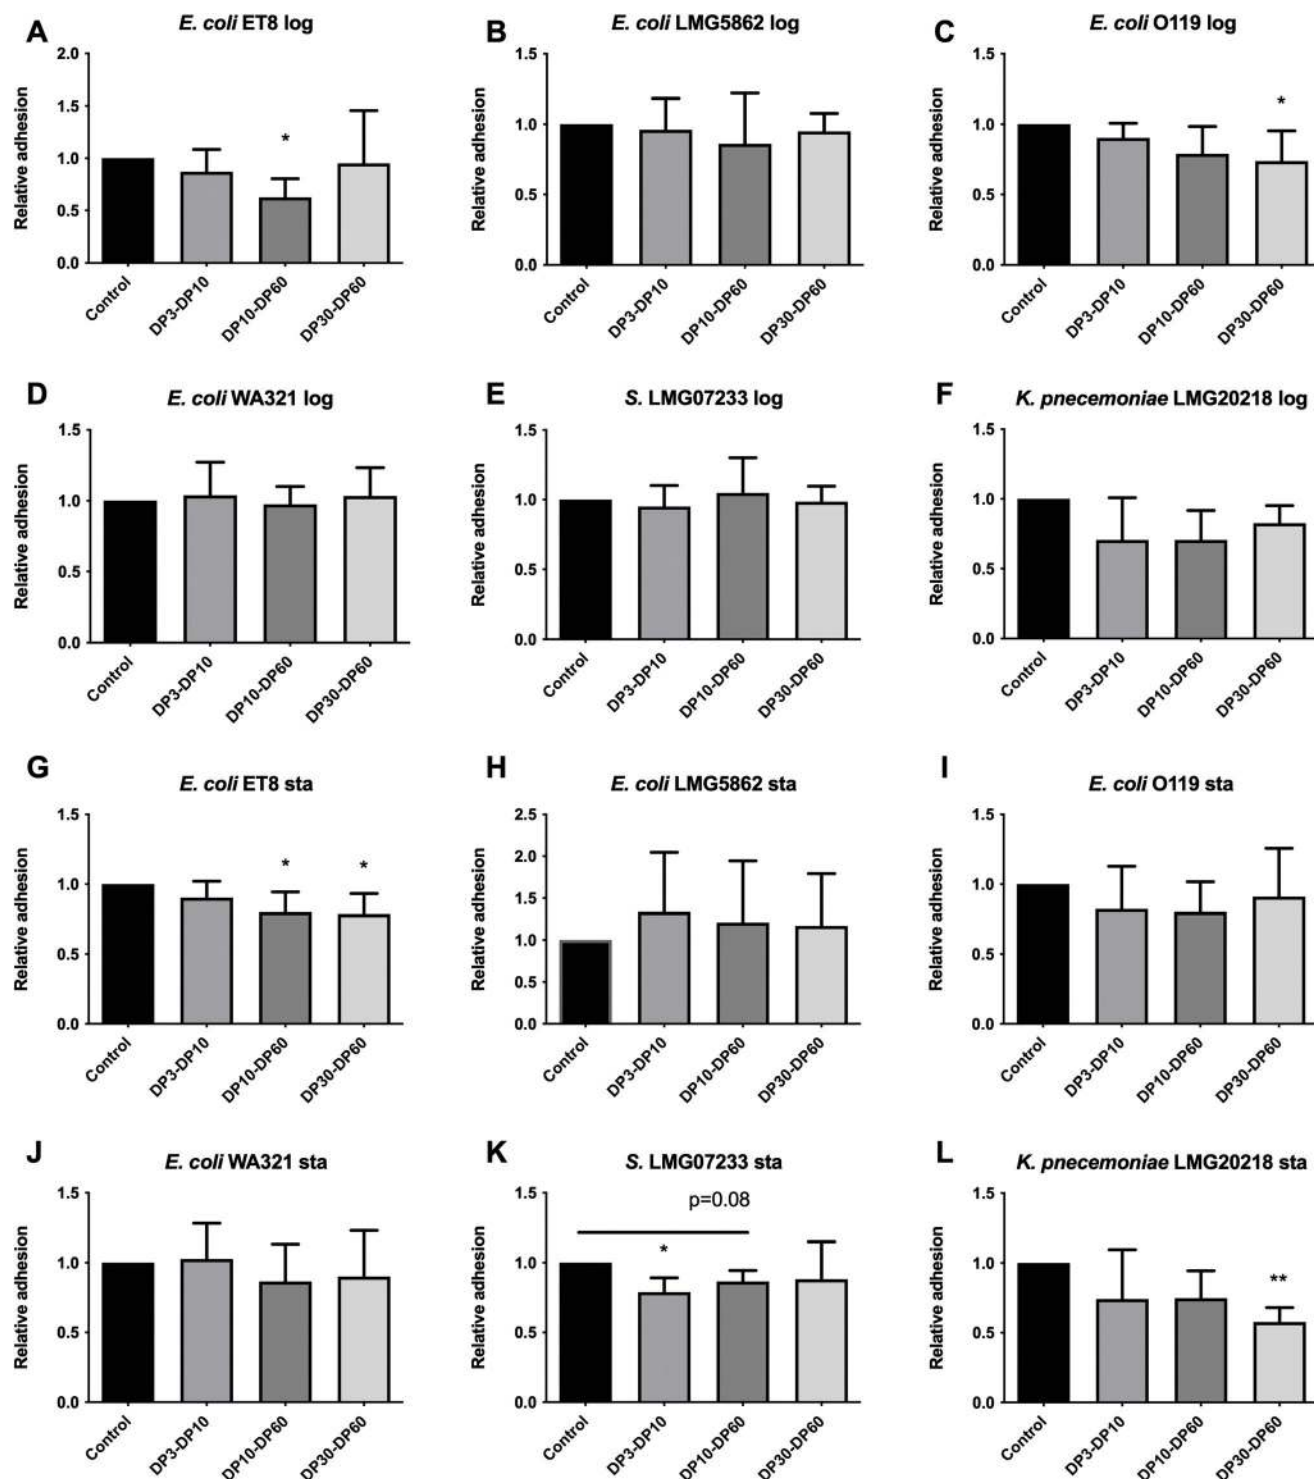 A
E. coli ET8 log
Relative adhesion
2.0
1.5
1.0
0.5
0.0
Control
DP3-DP10
DP10-DP60
DP30-DP60
*
B
E. coli LMG5862 log
Relative adhesion
1.5
1.0
0.5
0.0
Control
DP3-DP10
DP10-DP60
DP30-DP60
C
E. coli O119 log
Relative adhesion
1.5
1.0
0.5
0.0
Control
DP3-DP10
DP10-DP60
DP30-DP60
*
D
E. coli WA321 log
Relative adhesion
1.5
1.0
0.5
0.0
Control
DP3-DP10
DP10-DP60
DP30-DP60
E
S. LMG07233 log
Relative adhesion
1.5
1.0
0.5
0.0
Control
DP3-DP10
DP10-DP60
DP30-DP60
F
K. pnecemoniae LMG20218 log
Relative adhesion
1.5
1.0
0.5
0.0
Control
DP3-DP10
DP10-DP60
DP30-DP60
G
E. coli ET8 sta
Relative adhesion
1.5
1.0
0.5
0.0
Control
DP3-DP10
DP10-DP60
DP30-DP60
*
*
H
E. coli LMG5862 sta
Relative adhesion
2.5
2.0
1.5
1.0
0.5
0.0
Control
DP3-DP10
DP10-DP60
DP30-DP60
I
E. coli O119 sta
Relative adhesion
1.5
1.0
0.5
0.0
Control
DP3-DP10
DP10-DP60
DP30-DP60
J
E. coli WA321 sta
Relative adhesion
1.5
1.0
0.5
0.0
Control
DP3-DP10
DP10-DP60
DP30-DP60
K
S. LMG07233 sta
Relative adhesion
1.5
1.0
0.5
0.0
p=0.08
*
Control
DP3-DP10
DP10-DP60
DP30-DP60
L
K. pnecemoniae LMG20218 sta
Relative adhesion
1.5
1.0
0.5
0.0
**
Control
DP3-DP10
DP10-DP60
DP30-DP60